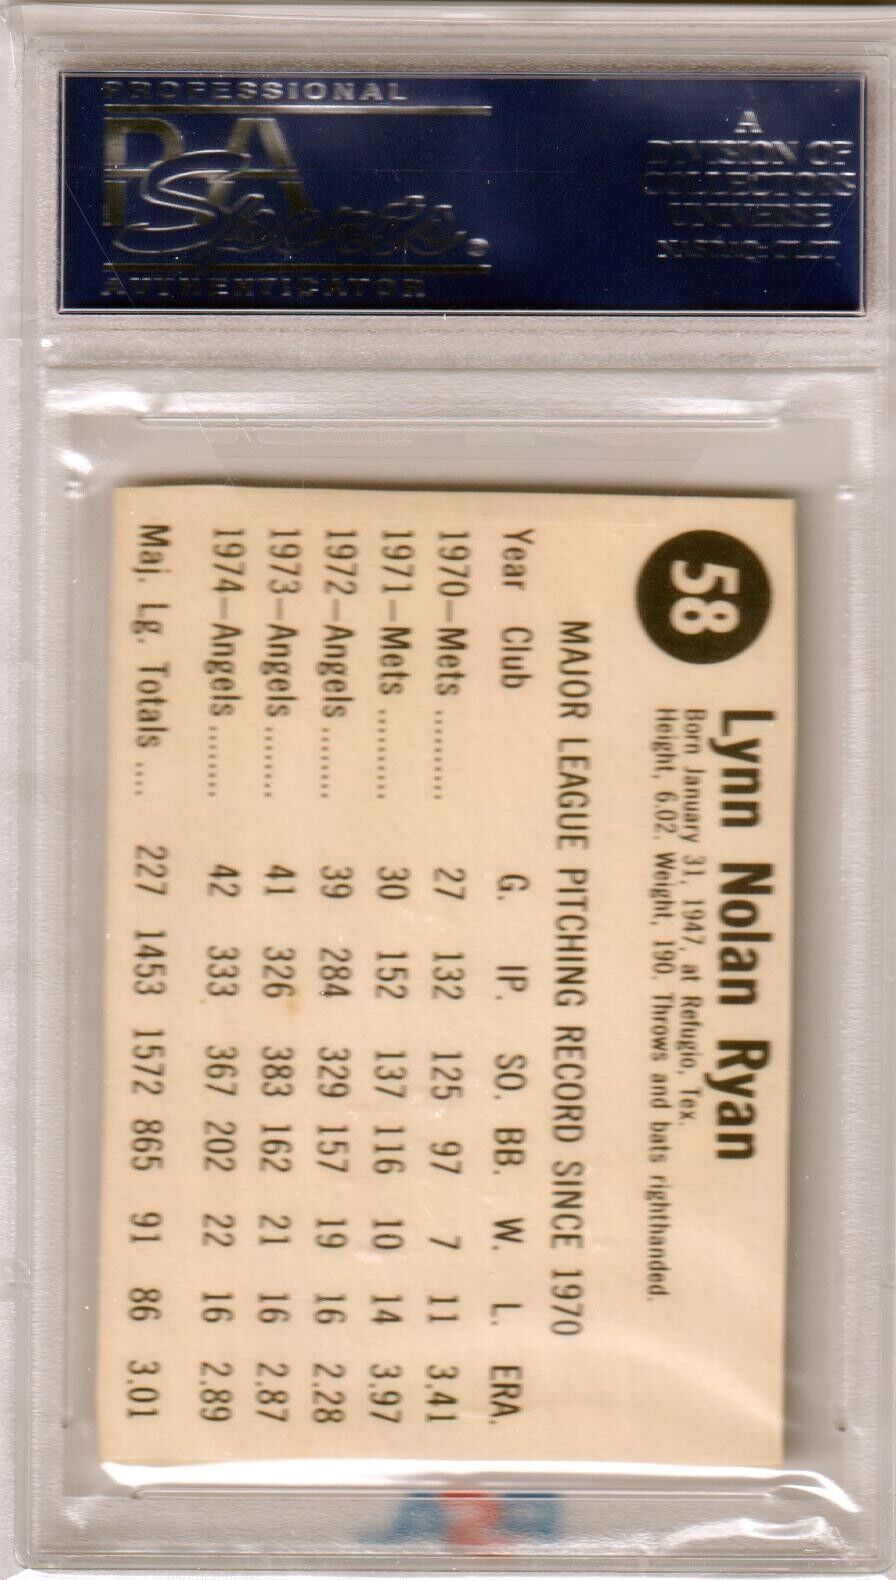 PROFESSIONAL
PSA
Sports
AUTHENTICATOR
A
DIVISION OF
COLLECTORS
UNIVERSE
NASDAQ: CLCT
58
Lynn Nolan Ryan
Born January 31, 1947, at Refugio, Tex.
Height, 6.02. Weight, 190. Throws and bats righthanded.
MAJOR LEAGUE PITCHING RECORD SINCE 1970
Year Club G. IP. SO. BB. W. L. ERA.
1970—Mets .......... 27 132 125 97 7 11 3.41
1971—Mets .......... 30 152 137 116 10 14 3.97
1972—Angels ........ 39 284 329 157 19 16 2.28
1973—Angels ........ 41 326 383 162 21 16 2.87
1974—Angels ........ 42 333 367 202 22 16 2.89
Maj. Lg. Totals .... 227 1453 1572 865 91 86 3.01